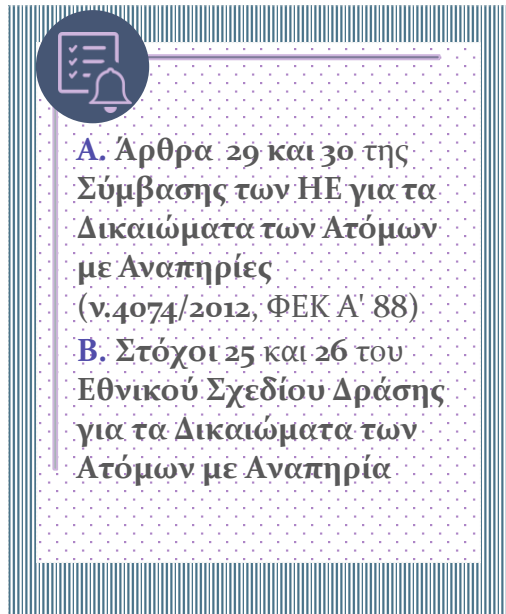 Α. Άρθρα 29 και 30 της
Σύμβασης των ΗΕ για τα
Δικαιώματα των Ατόμων
με Αναπηρίες
(ν.4074/2012, ΦΕΚ Α' 88)
Β. Στόχοι 25 και 26 του
Εθνικού Σχεδίου Δράσης
για τα Δικαιώματα των
Ατόμων με Αναπηρία